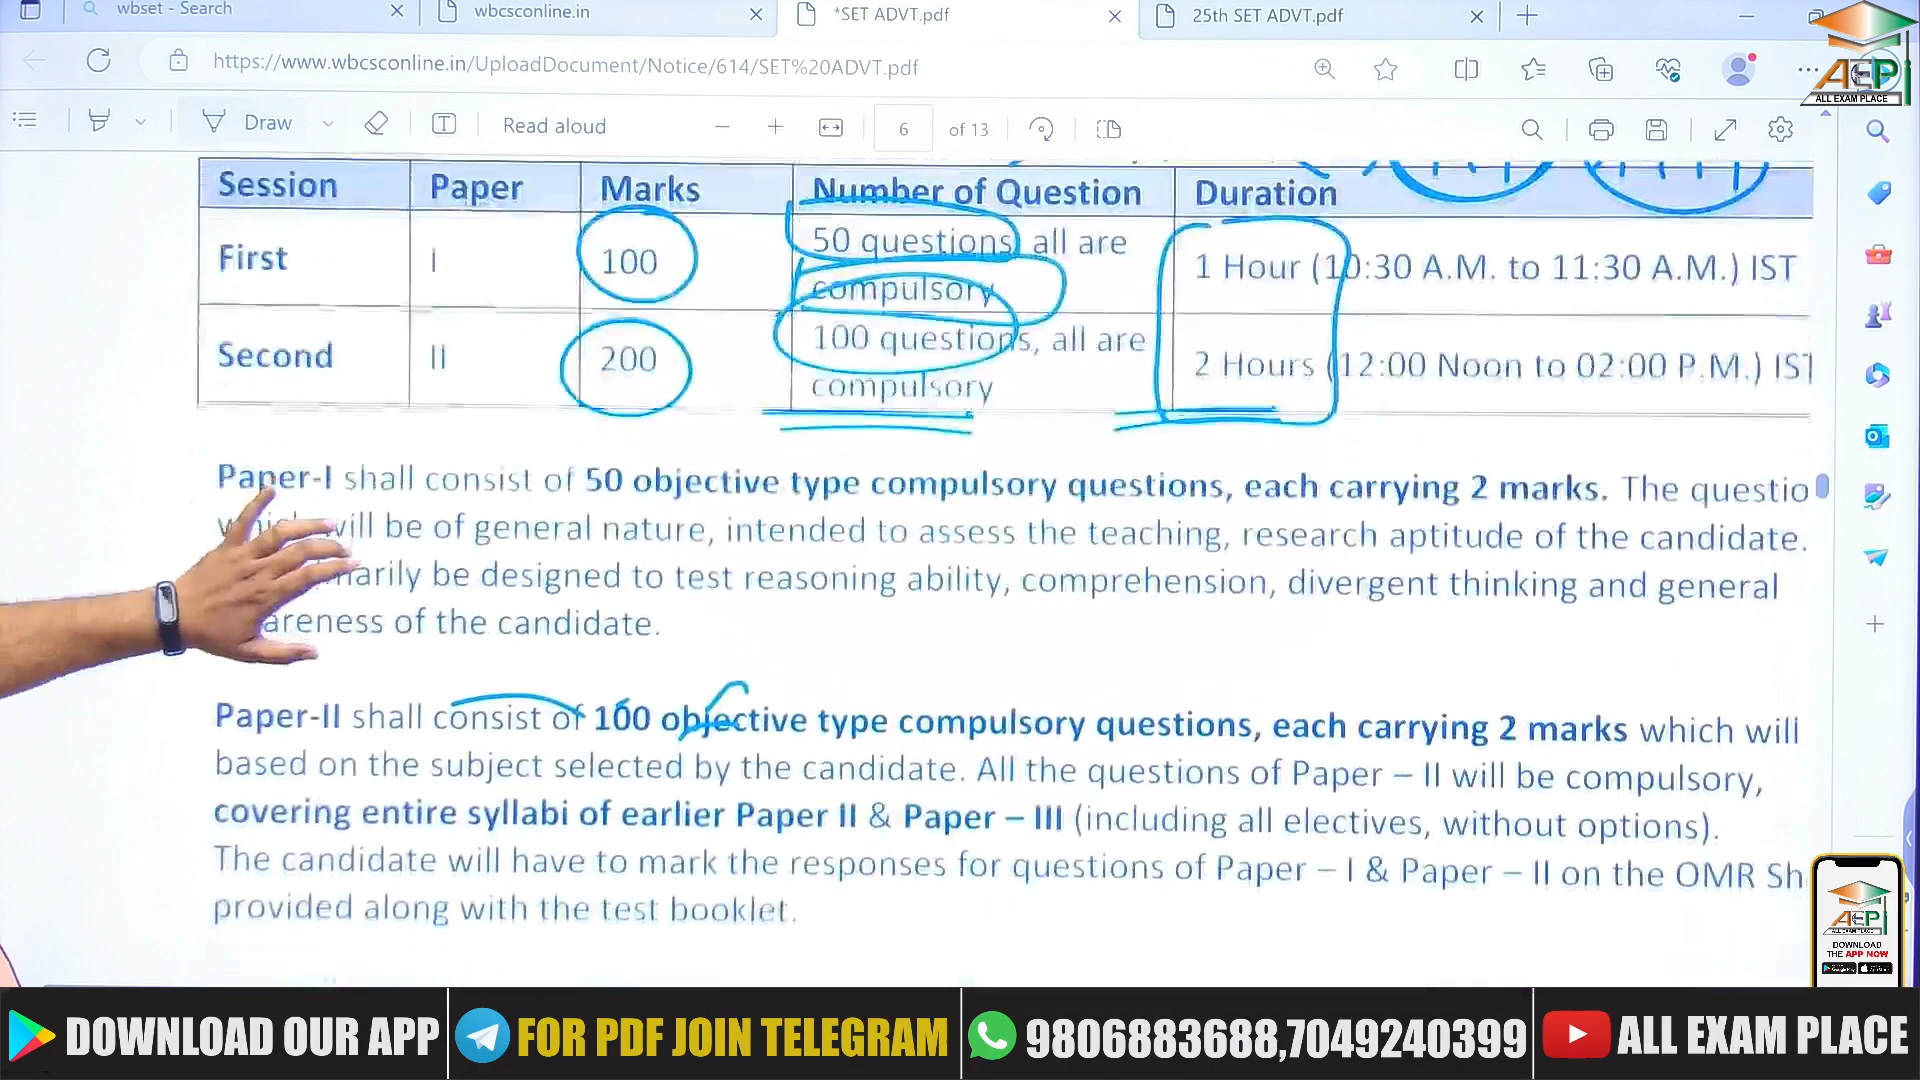 wbset - Search
wbcsconline.in
*SET ADVT.pdf
25th SET ADVT.pdf
https://www.wbcsconline.in/UploadDocument/Notice/614/SET%20ADVT.pdf
Draw
Read aloud
6
of 13
AEP
ALL EXAM PLACE
Session Paper Marks Number of Question Duration
First I 100 50 questions, all are compulsory 1 Hour (10:30 A.M. to 11:30 A.M.) IST
Second II 200 100 questions, all are compulsory 2 Hours (12:00 Noon to 02:00 P.M.) IST
Paper-I shall consist of 50 objective type compulsory questions, each carrying 2 marks. The questio
will be of general nature, intended to assess the teaching, research aptitude of the candidate.
be designed to test reasoning ability, comprehension, divergent thinking and general
areness of the candidate.
Paper-II shall consist of 100 objective type compulsory questions, each carrying 2 marks which will
based on the subject selected by the candidate. All the questions of Paper – II will be compulsory,
covering entire syllabi of earlier Paper II & Paper – III (including all electives, without options).
The candidate will have to mark the responses for questions of Paper – I & Paper – II on the OMR Sh
provided along with the test booklet.
AEP
ALL EXAM PLACE
DOWNLOAD
THE APP NOW
DOWNLOAD OUR APP
FOR PDF JOIN TELEGRAM
9806883688,7049240399
ALL EXAM PLACE